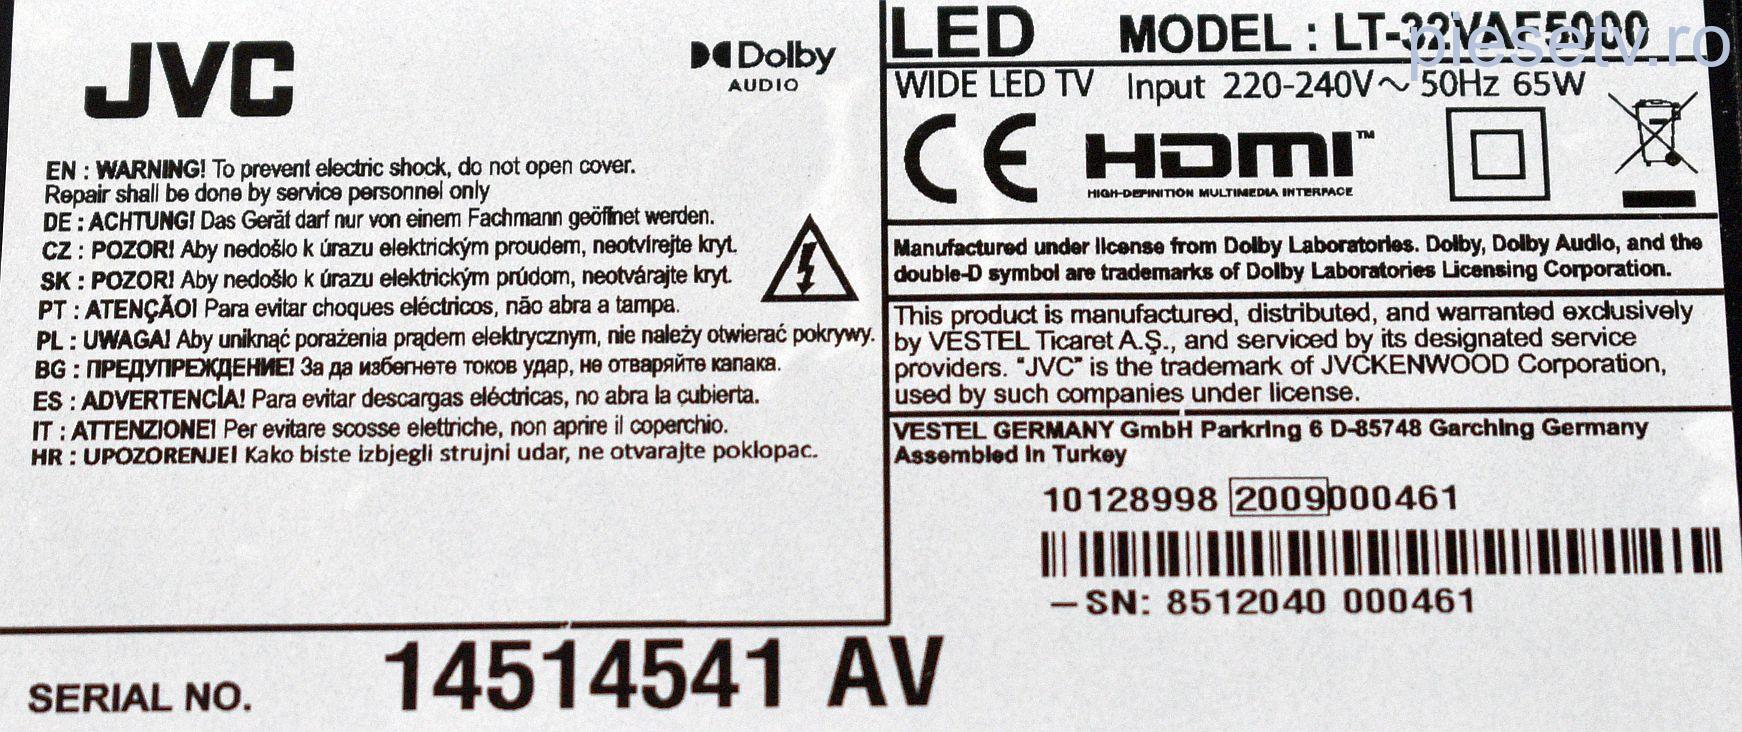 JVC
Dolby
AUDIO
EN : WARNING! To prevent electric shock, do not open cover.
Repair shall be done by service personnel only
DE : ACHTUNG! Das Gerät darf nur von einem Fachmann geöffnet werden.
CZ : POZOR! Aby nedošlo k úrazu elektrickým proudem, neotvírejte kryt.
SK : POZOR! Aby nedošlo k úrazu elektrickým prúdom, neotvárajte kryt.
PT : ATENÇÃO! Para evitar choques eléctricos, não abra a tampa.
PL : UWAGA! Aby uniknąć porażenia prądem elektrycznym, nie należy otwierać pokrywy.
BG : ПРЕДУПРЕЖДЕНИЕ! За да избегнете токов удар, не отваряйте капака.
ES : ADVERTENCÍA! Para evitar descargas eléctricas, no abra la cubierta.
IT : ATTENZIONE! Per evitare scosse elettriche, non aprire il coperchio.
HR : UPOZORENJE! Kako biste izbjegli strujni udar, ne otvarajte poklopac.
LED MODEL : LT-32VAF5000
piesetv.ro
WIDE LED TV Input 220-240V~ 50Hz 65W
CE HDMI™
HIGH-DEFINITION MULTIMEDIA INTERFACE
Manufactured under license from Dolby Laboratories. Dolby, Dolby Audio, and the
double-D symbol are trademarks of Dolby Laboratories Licensing Corporation.
This product is manufactured, distributed, and warranted exclusively
by VESTEL Ticaret A.Ş., and serviced by its designated service
providers. "JVC" is the trademark of JVCKENWOOD Corporation,
used by such companies under license.
VESTEL GERMANY GmbH Parkring 6 D-85748 Garching Germany
Assembled in Turkey
10128998 2009000461
–SN: 8512040 000461
SERIAL NO. 14514541 AV